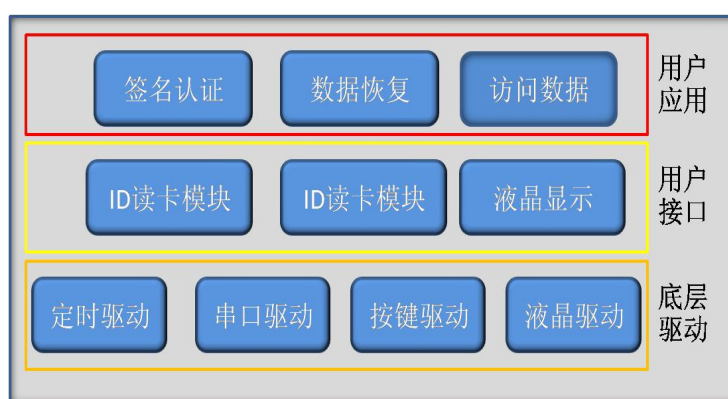 签名认证
数据恢复
访问数据
用户
应用
ID读卡模块
ID读卡模块
液晶显示
用户
接口
定时驱动
串口驱动
按键驱动
液晶驱动
底层
驱动